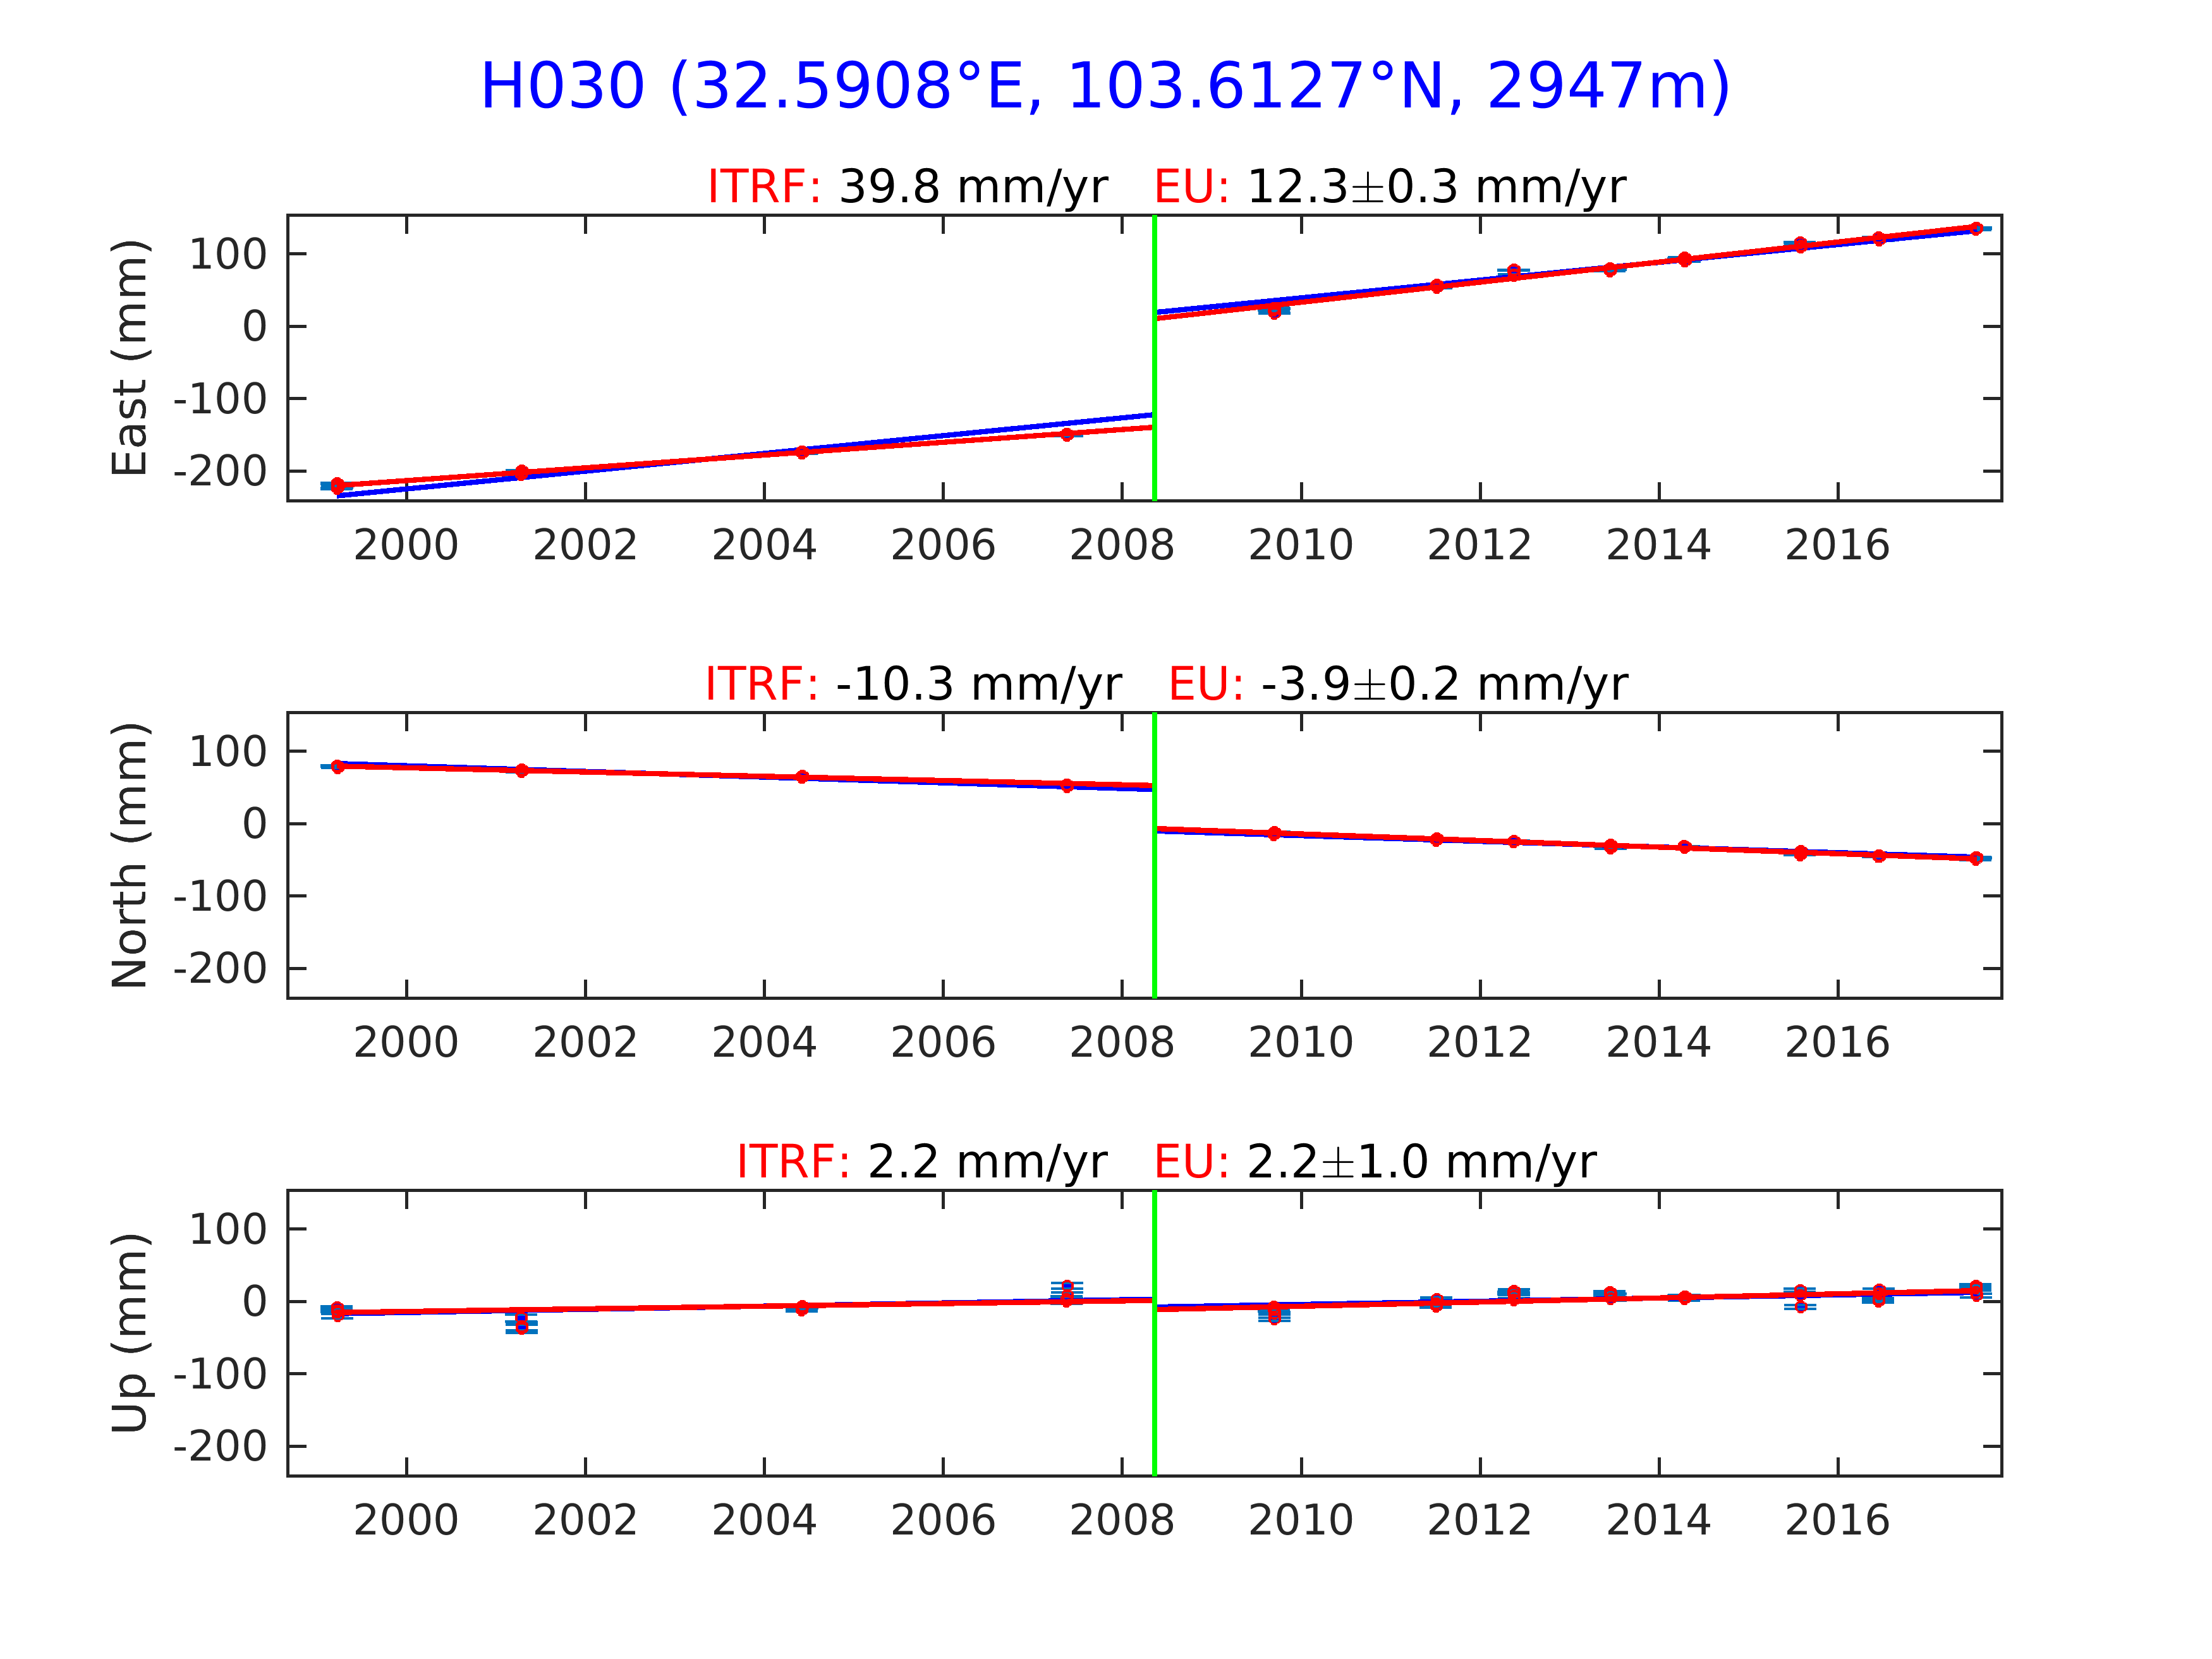 H030 (32.5908°E, 103.6127°N, 2947m)
ITRF: 39.8 mm/yr EU: 12.3±0.3 mm/yr
East (mm)
100
0
-100
-200
2000 2002 2004 2006 2008 2010 2012 2014 2016
ITRF: -10.3 mm/yr EU: -3.9±0.2 mm/yr
North (mm)
100
0
-100
-200
2000 2002 2004 2006 2008 2010 2012 2014 2016
ITRF: 2.2 mm/yr EU: 2.2±1.0 mm/yr
Up (mm)
100
0
-100
-200
2000 2002 2004 2006 2008 2010 2012 2014 2016